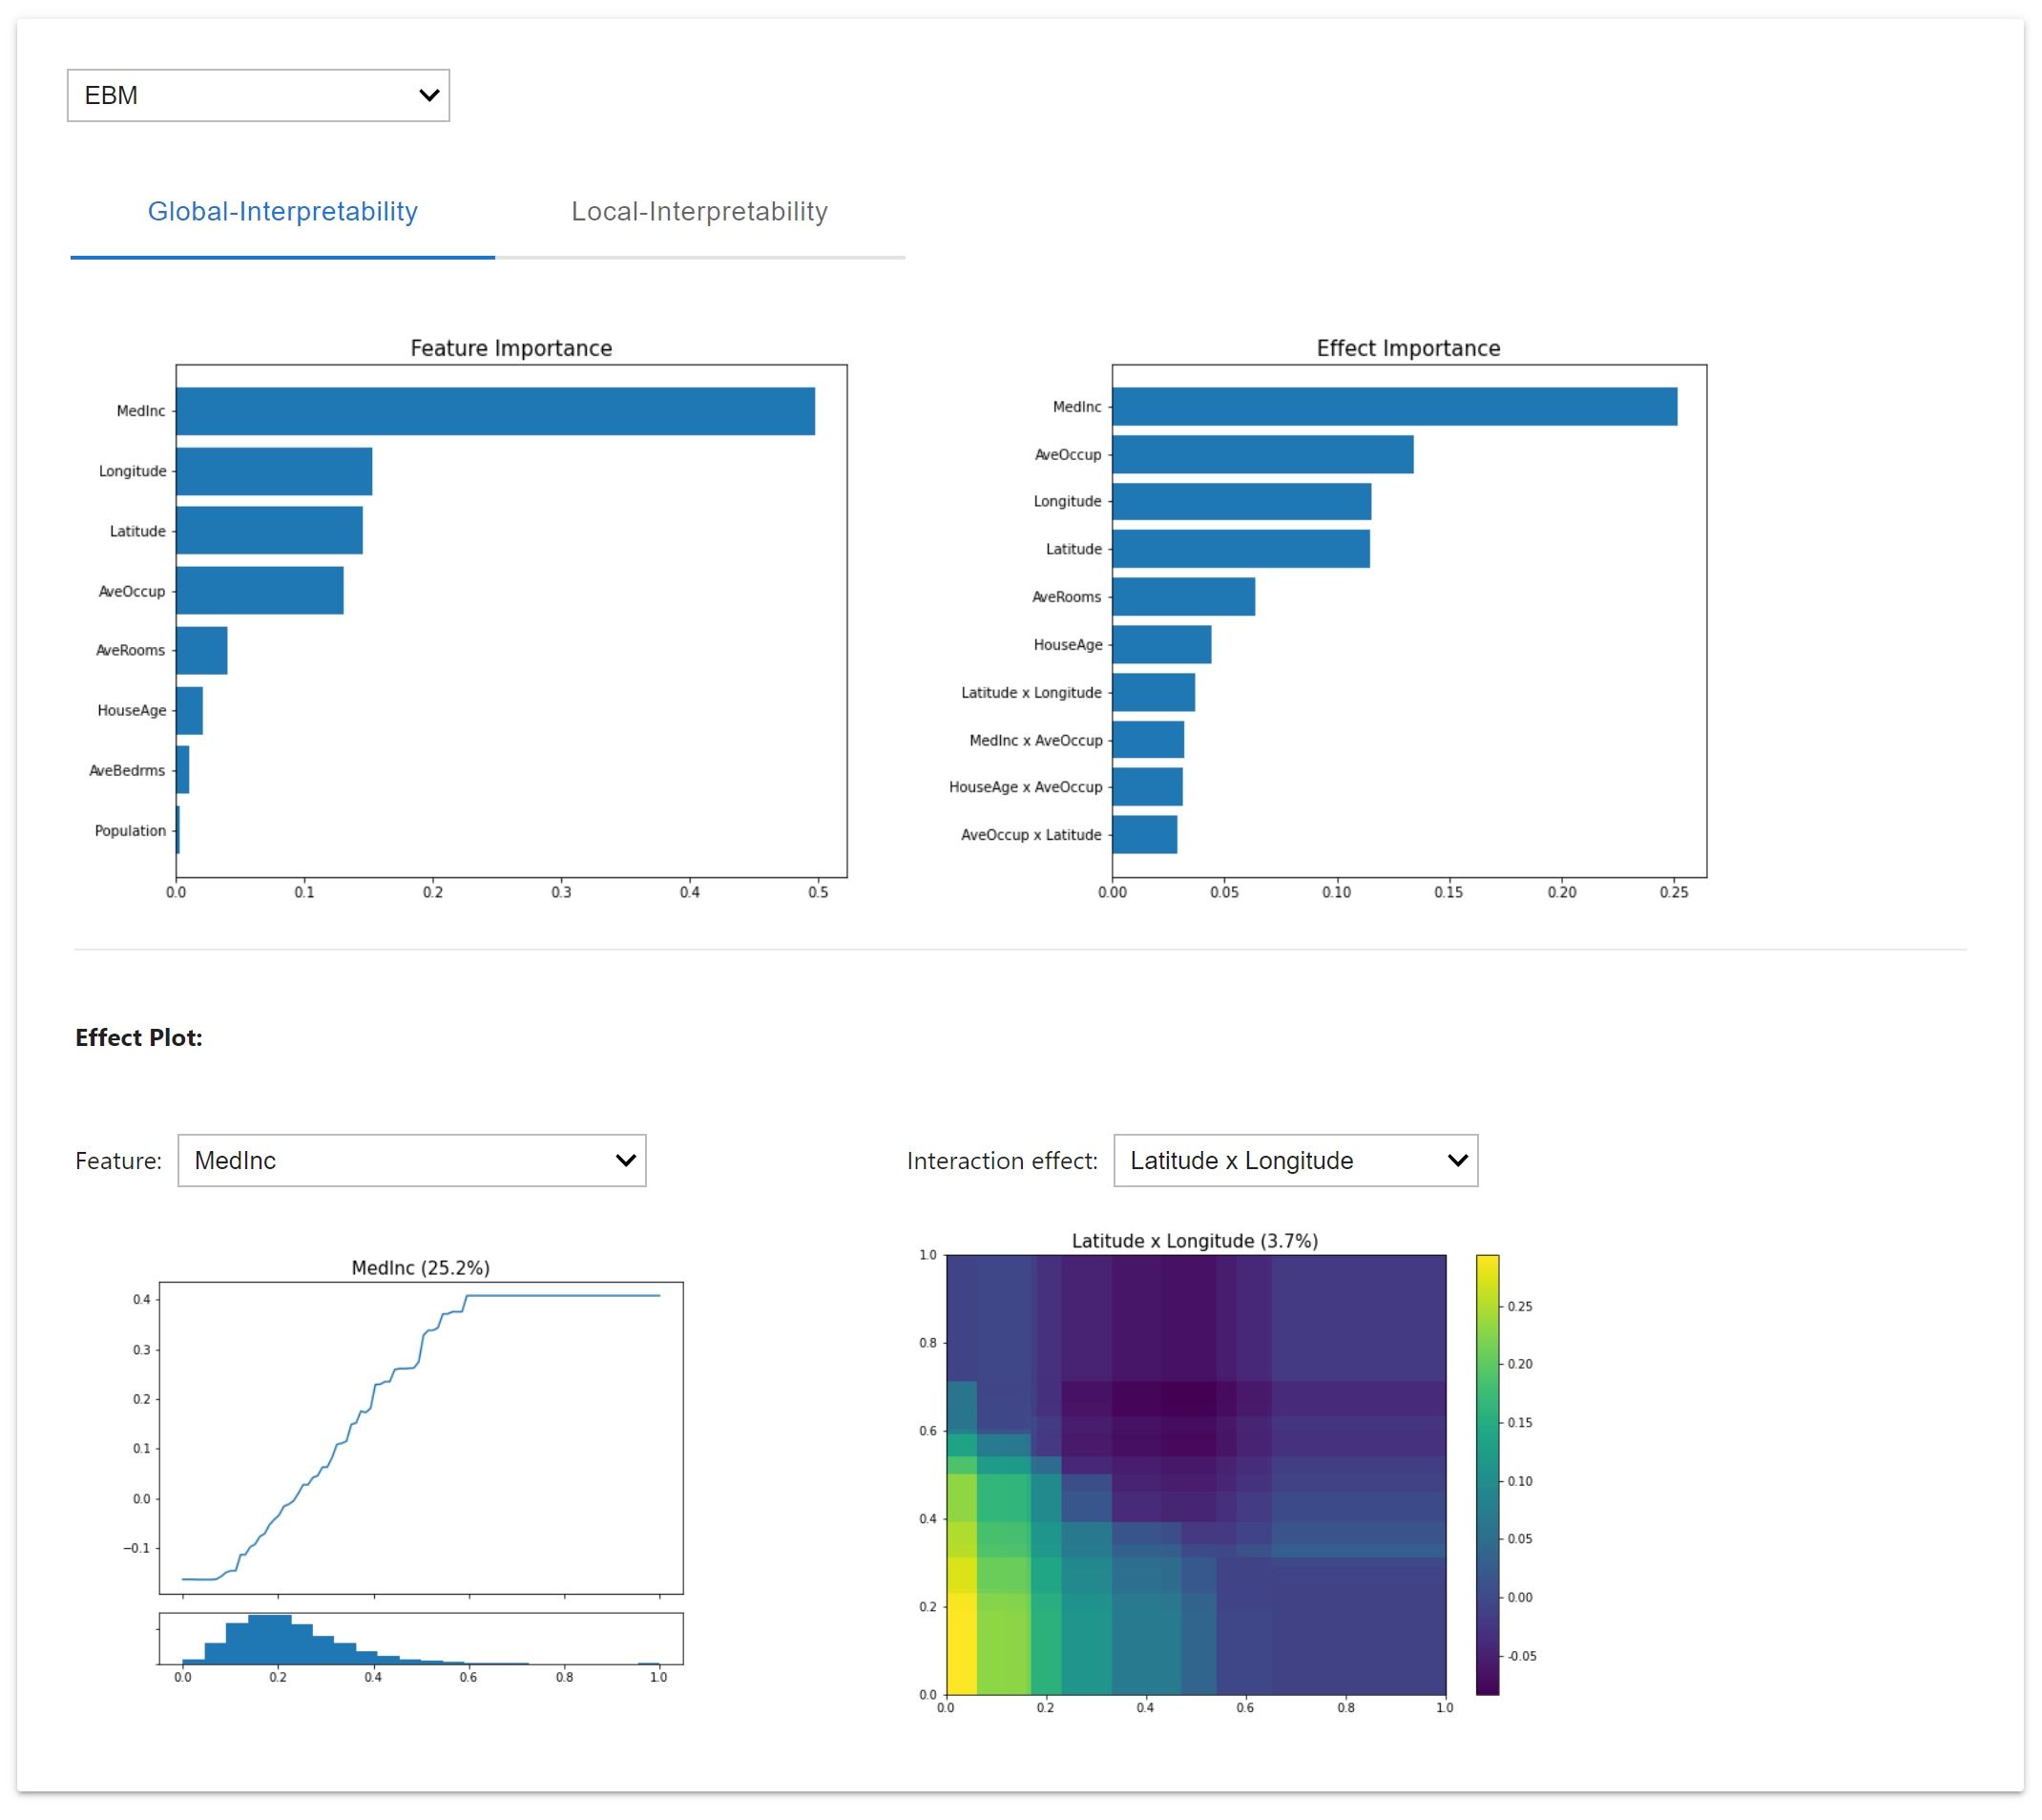 EBM
Global-Interpretability Local-Interpretability
Feature Importance
MedInc
Longitude
Latitude
AveOccup
AveRooms
HouseAge
AveBedrms
Population
0.0 0.1 0.2 0.3 0.4 0.5
Effect Importance
MedInc
AveOccup
Longitude
Latitude
AveRooms
HouseAge
Latitude x Longitude
MedInc x AveOccup
HouseAge x AveOccup
AveOccup x Latitude
0.00 0.05 0.10 0.15 0.20 0.25
Effect Plot:
Feature: MedInc
Interaction effect: Latitude x Longitude
MedInc (25.2%)
0.4
0.3
0.2
0.1
0.0
−0.1
0.0 0.2 0.4 0.6 0.8 1.0
Latitude x Longitude (3.7%)
1.0
0.8
0.6
0.4
0.2
0.0
0.0 0.2 0.4 0.6 0.8 1.0
0.25
0.20
0.15
0.10
0.05
0.00
-0.05